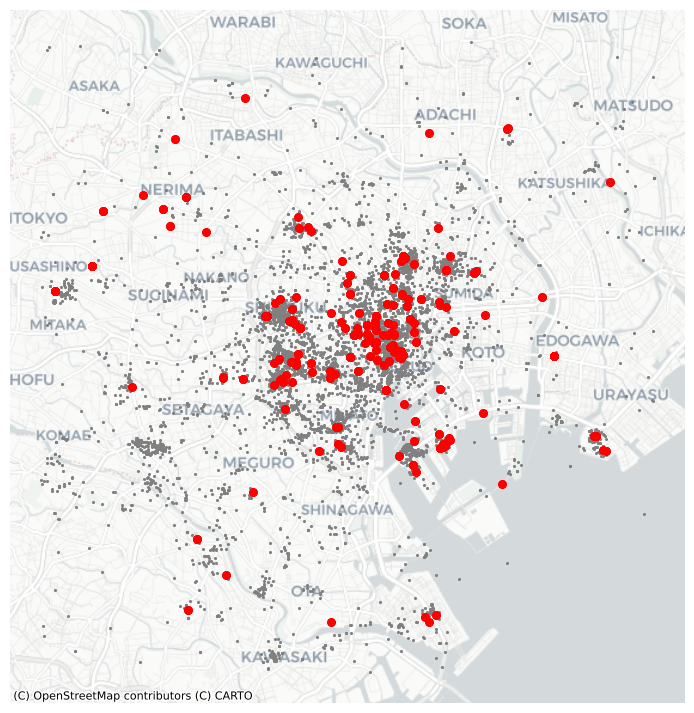 WARABI
SOKA
MISATO
KAWAGUCHI
ASAKA
MATSUDO
ADACHI
ITABASHI
KATSUSHIKA
NERIMA
ITOKYO
ICHIKA
USASHINO
NAKANO
SUGINAMI
SUMIDA
MITAKA
EDOGAWA
KOTO
HOFU
URAYASU
SETAGAYA
KOMAE
MEGURO
SHINAGAWA
OTA
KAWASAKI
(C) OpenStreetMap contributors (C) CARTO